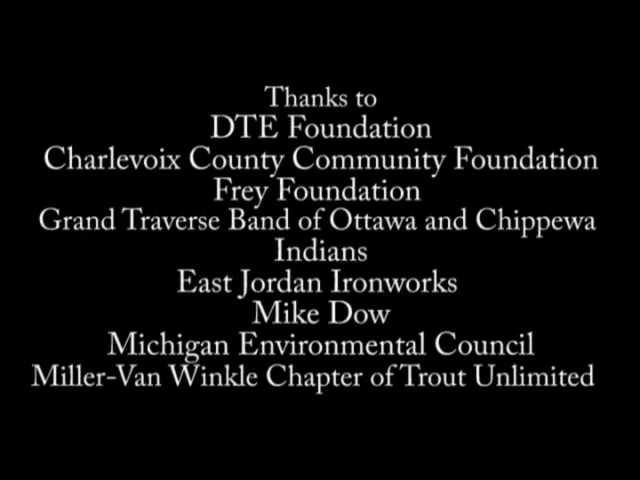 Thanks to
DTE Foundation
Charlevoix County Community Foundation
Frey Foundation
Grand Traverse Band of Ottawa and Chippewa
Indians
East Jordan Ironworks
Mike Dow
Michigan Environmental Council
Miller-Van Winkle Chapter of Trout Unlimited